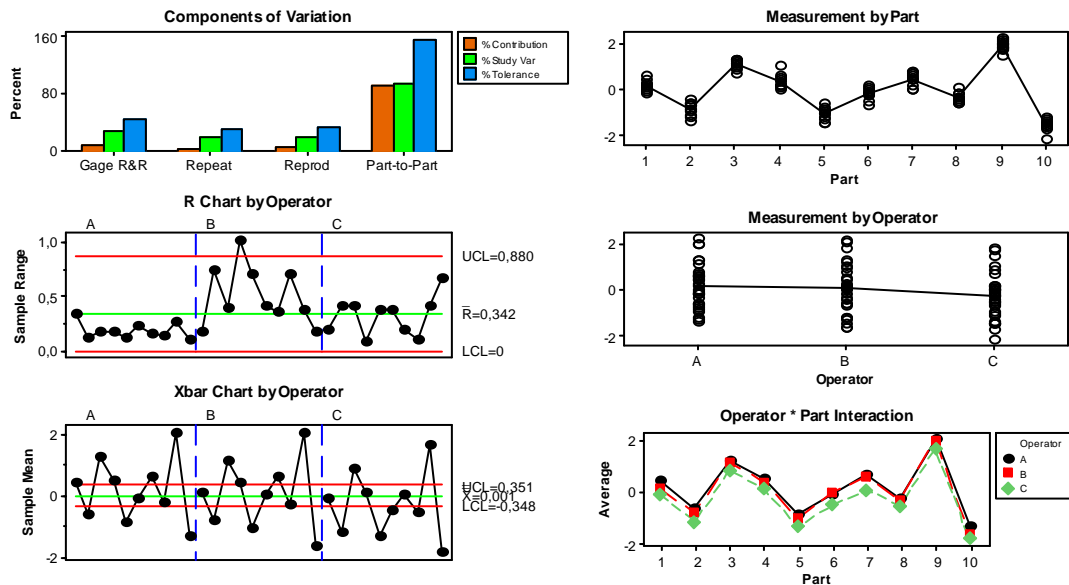 Components of Variation
160
80
0
Percent
Gage R&R Repeat Reprod Part-to-Part
%Contribution
%Study Var
%Tolerance
R Chart by Operator
A B C
1,0
0,5
0,0
Sample Range
UCL=0,880
R=0,342
LCL=0
Xbar Chart by Operator
A B C
2
0
-2
Sample Mean
UCL=0,351
X=0,001
LCL=-0,348
Measurement by Part
2
0
-2
1 2 3 4 5 6 7 8 9 10
Part
Measurement by Operator
2
0
-2
A B C
Operator
Operator * Part Interaction
2
0
-2
Average
1 2 3 4 5 6 7 8 9 10
Part
Operator
A
B
C